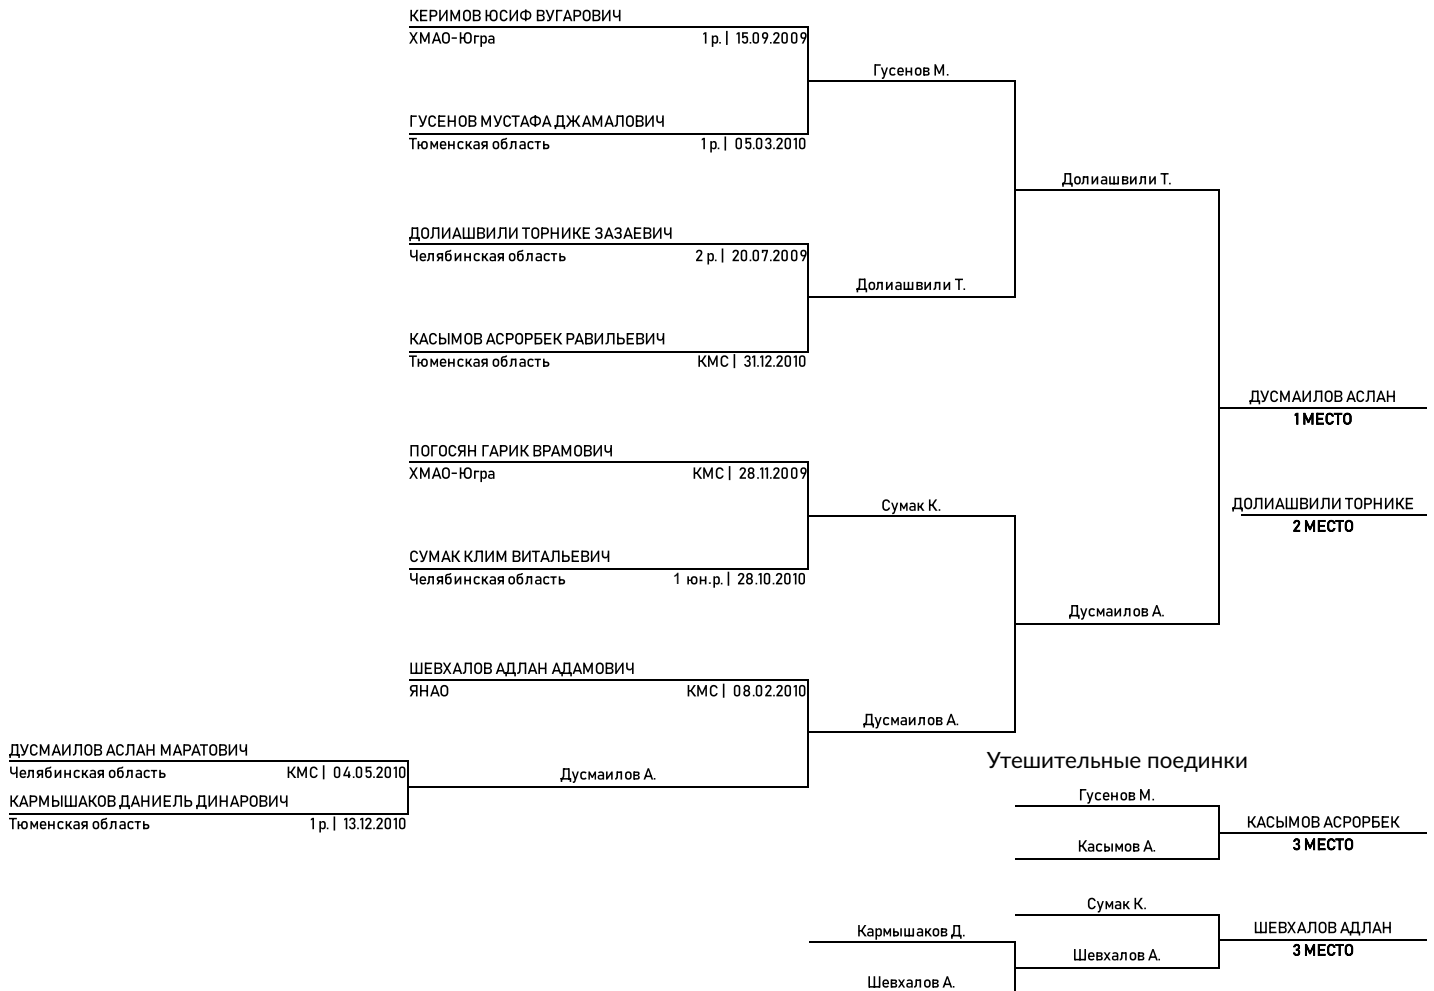 КЕРИМОВ ЮСИФ ВУГАРОВИЧ
ХМАО-Югра 1 р. | 15.09.2009
Гусенов М.
ГУСЕНОВ МУСТАФА ДЖАМАЛОВИЧ
Тюменская область 1 р. | 05.03.2010
Долиашвили Т.
ДОЛИАШВИЛИ ТОРНИКЕ ЗАЗАЕВИЧ
Челябинская область 2 р. | 20.07.2009
Долиашвили Т.
КАСЫМОВ АСРОРБЕК РАВИЛЬЕВИЧ
Тюменская область КМС | 31.12.2010
ДУСМАИЛОВ АСЛАН
1 МЕСТО
ПОГОСЯН ГАРИК ВРАМОВИЧ
ХМАО-Югра КМС | 28.11.2009
Сумак К.
ДОЛИАШВИЛИ ТОРНИКЕ
2 МЕСТО
СУМАК КЛИМ ВИТАЛЬЕВИЧ
Челябинская область 1 юн.р. | 28.10.2010
Дусмаилов А.
ШЕВХАЛОВ АДЛАН АДАМОВИЧ
ЯНАО КМС | 08.02.2010
Дусмаилов А.
ДУСМАИЛОВ АСЛАН МАРАТОВИЧ
Челябинская область КМС | 04.05.2010
Дусмаилов А.
КАРМЫШАКОВ ДАНИЕЛЬ ДИНАРОВИЧ
Тюменская область 1 р. | 13.12.2010
Утешительные поединки
Гусенов М.
КАСЫМОВ АСРОРБЕК
3 МЕСТО
Касымов А.
Сумак К.
ШЕВХАЛОВ АДЛАН
3 МЕСТО
Кармышаков Д.
Шевхалов А.
Шевхалов А.